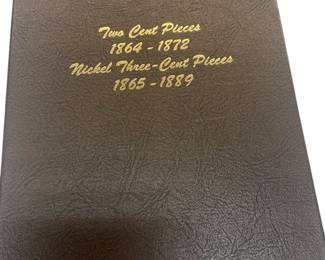 Two Cent Pieces
1864 - 1872
Nickel Three-Cent Pieces
1865 - 1889